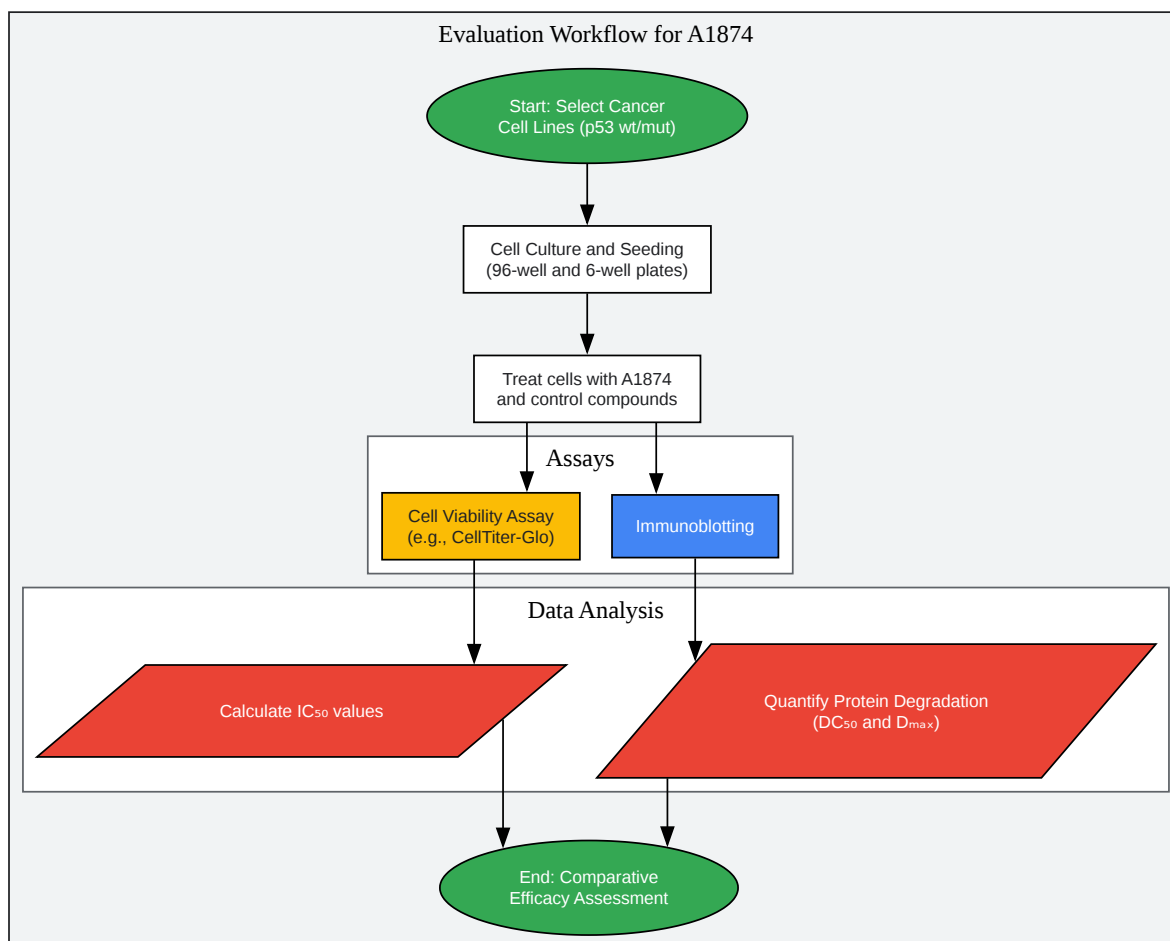 Evaluation Workflow for A1874
Start: Select Cancer
Cell Lines (p53 wt/mut)
Cell Culture and Seeding
(96-well and 6-well plates)
Treat cells with A1874
and control compounds
Assays
Cell Viability Assay
(e.g., CellTiter-Glo)
Immunoblotting
Data Analysis
Calculate IC₅₀ values
Quantify Protein Degradation
(DC₅₀ and Dₘₐₓ)
End: Comparative
Efficacy Assessment